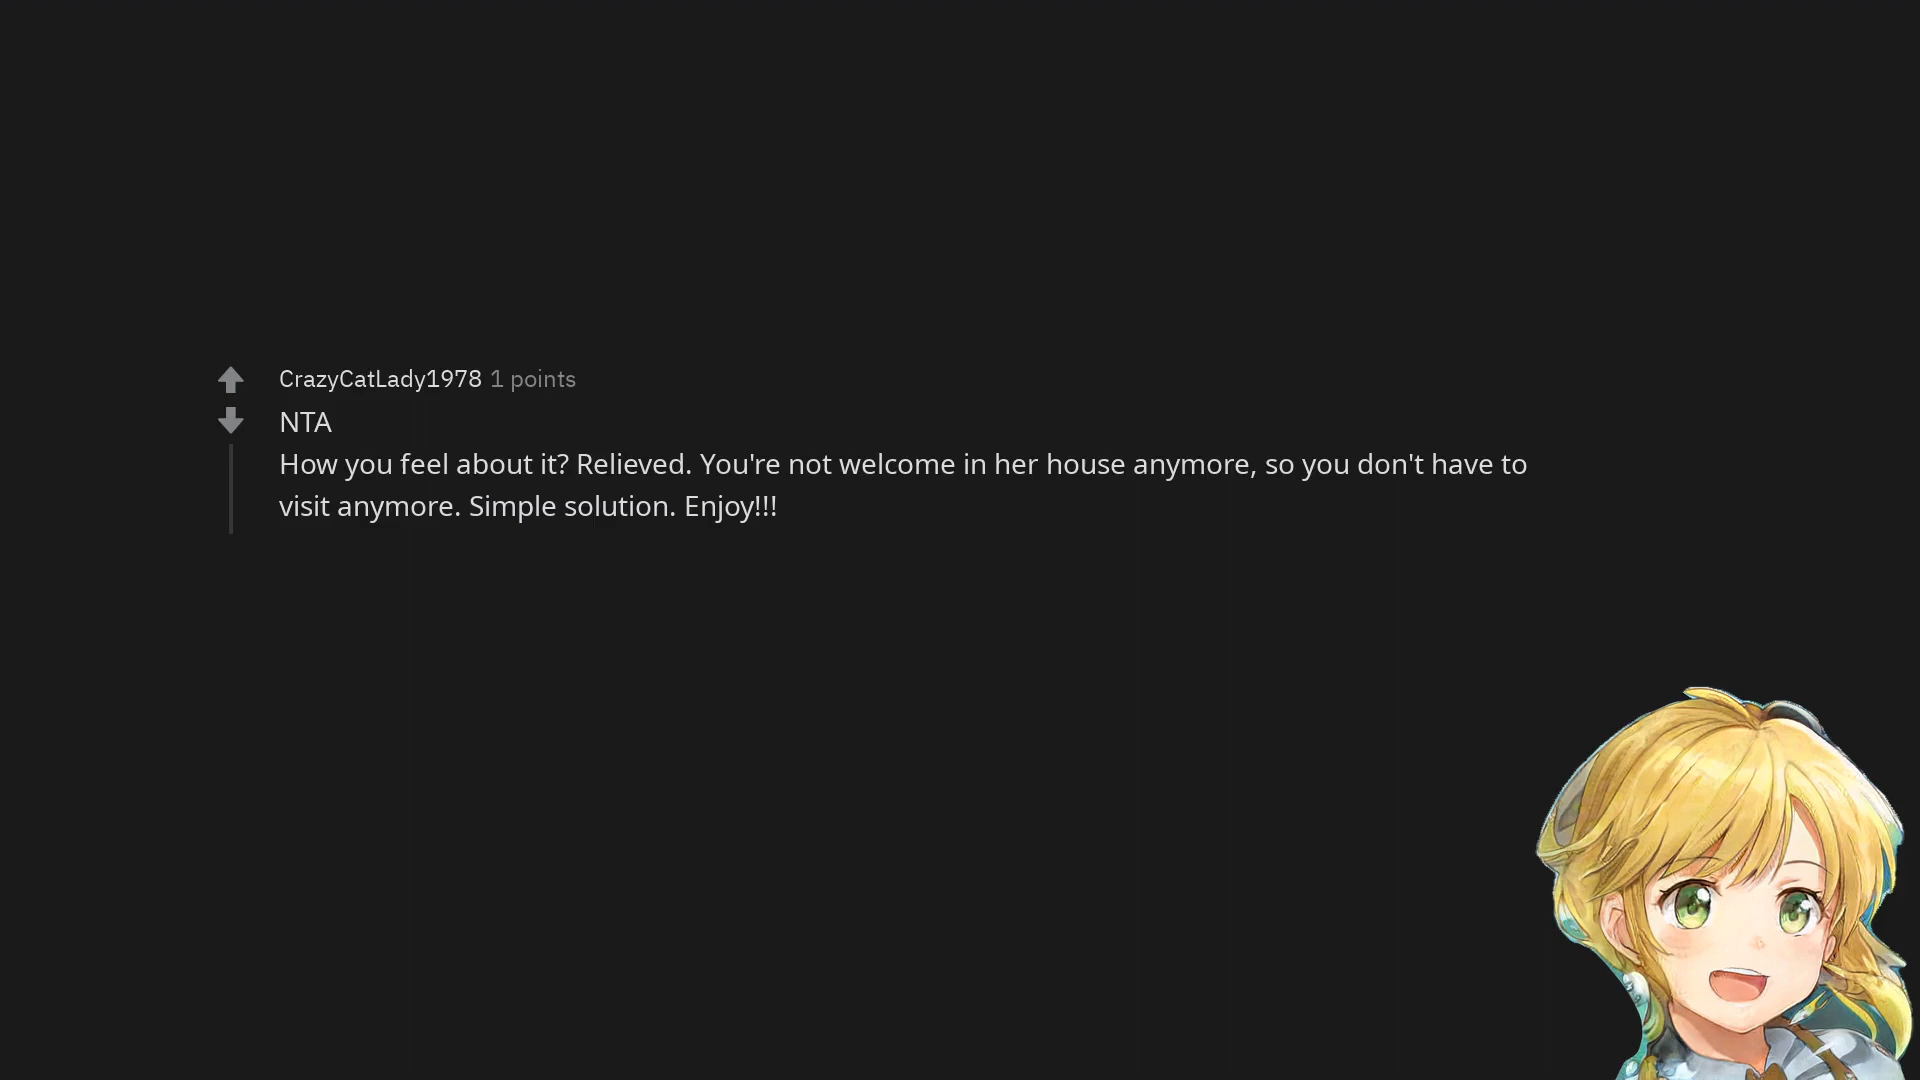 CrazyCatLady1978 1 points
NTA
How you feel about it? Relieved. You're not welcome in her house anymore, so you don't have to
visit anymore. Simple solution. Enjoy!!!